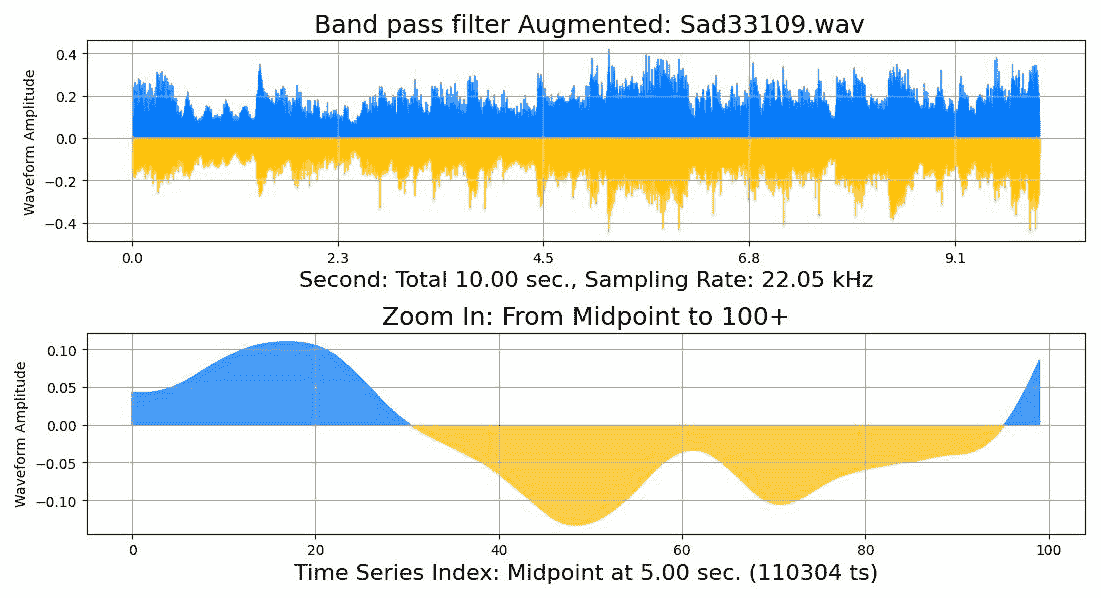 Band pass filter Augmented: Sad33109.wav
Waveform Amplitude
0.4
0.2
0.0
−0.2
−0.4
0.0 2.3 4.5 6.8 9.1
Second: Total 10.00 sec., Sampling Rate: 22.05 kHz
Zoom In: From Midpoint to 100+
Waveform Amplitude
0.10
0.05
0.00
−0.05
−0.10
0 20 40 60 80 100
Time Series Index: Midpoint at 5.00 sec. (110304 ts)